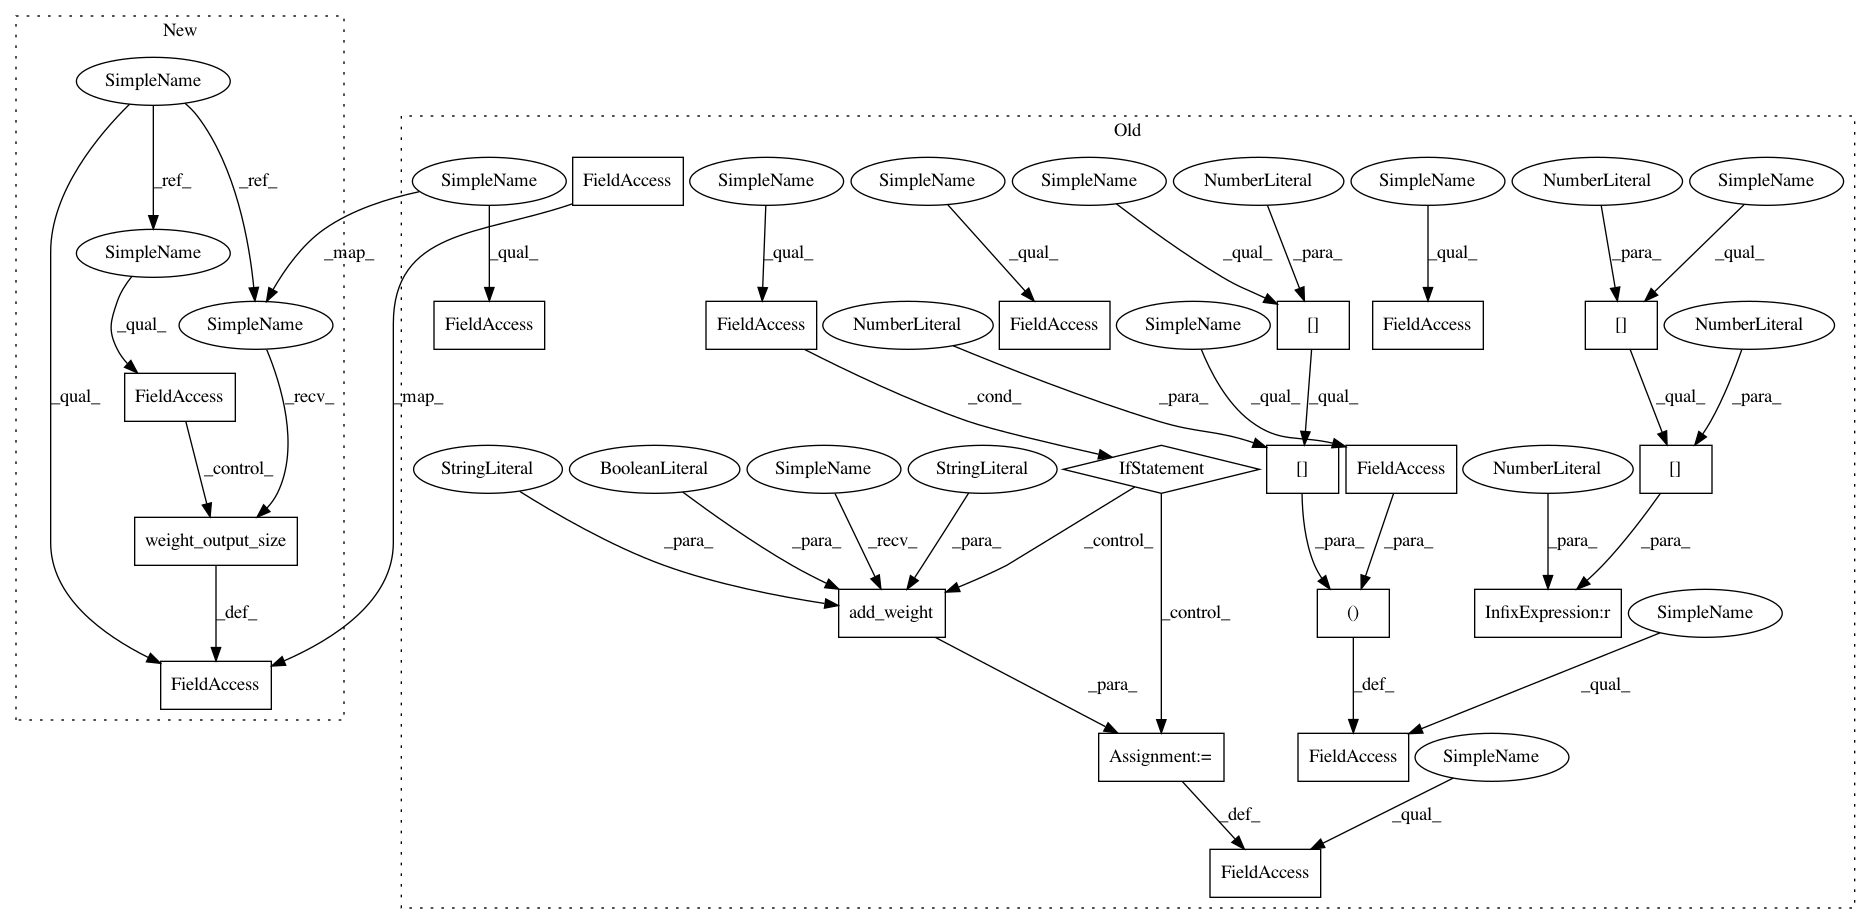 New
SimpleName
Old
_ref_
_ref_
SimpleName
FieldAccess
SimpleName
SimpleName
SimpleName
NumberLiteral
SimpleName
NumberLiteral
SimpleName
SimpleName
_map_
_qual_
_qual_
_qual_
_qual_
_para_
_qual_
_para_
_qual_
_qual_
SimpleName
FieldAccess
FieldAccess
NumberLiteral
FieldAccess
SimpleName
[]
FieldAccess
[]
NumberLiteral
_qual_
FieldAccess
_recv_
_map_
_cond_
_para_
_qual_
_qual_
_qual_
_para_
_control_
StringLiteral
BooleanLiteral
SimpleName
StringLiteral
IfStatement
[]
FieldAccess
NumberLiteral
[]
weight_output_size
_para_
_para_
_recv_
_para_
_control_
_para_
_para_
_para_
_para_
_def_
add_weight
_control_
()
InfixExpression:r
SimpleName
FieldAccess
_para_
_def_
_qual_
Assignment:=
FieldAccess
SimpleName
_def_
_qual_
FieldAccess